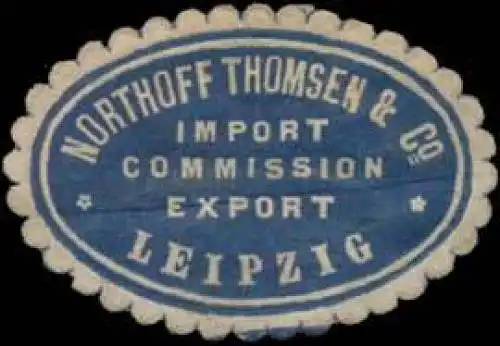 NORTHOFF THOMSEN & Co
IMPORT
COMMISSION
EXPORT
LEIPZIG